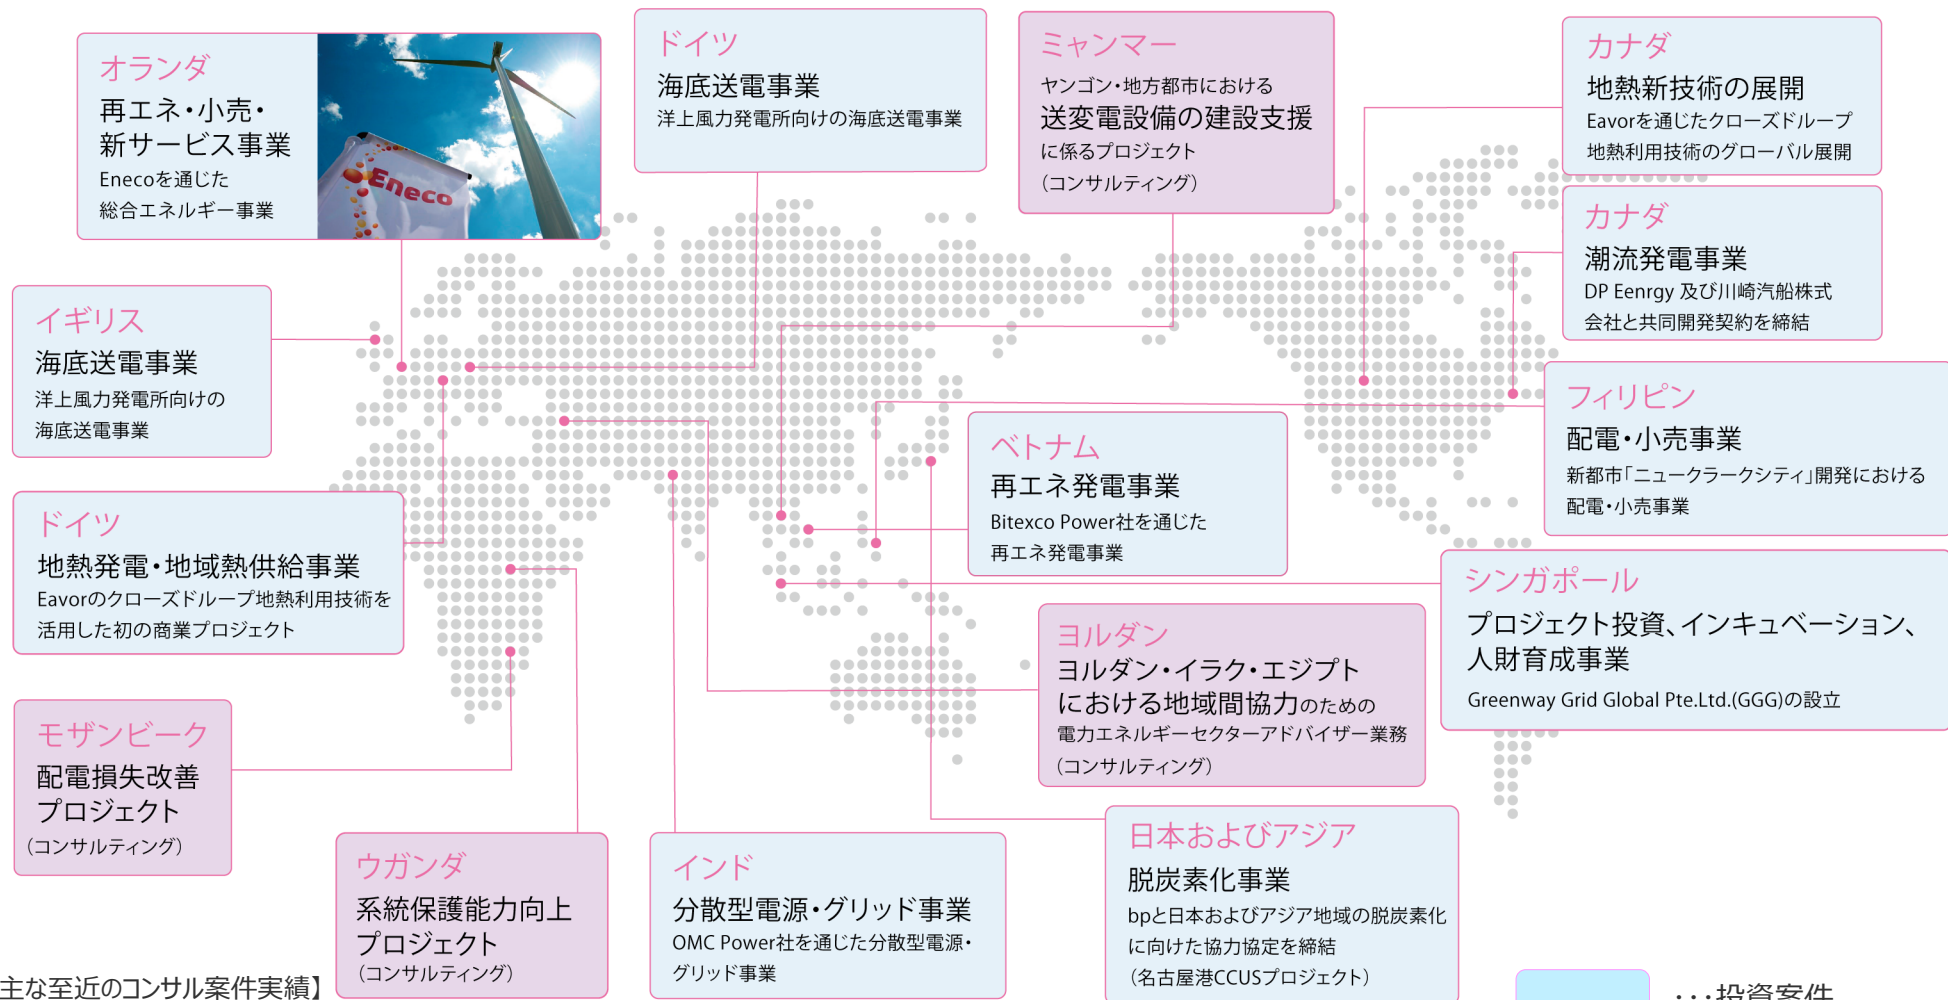 オランダ
再エネ・小売・
新サービス事業
Enecoを通じた
総合エネルギー事業
Eneco
ドイツ
海底送電事業
洋上風力発電所向けの海底送電事業
ミャンマー
ヤンゴン・地方都市における
送変電設備の建設支援
に係るプロジェクト
（コンサルティング）
カナダ
地熱新技術の展開
Eavorを通じたクローズドループ
地熱利用技術のグローバル展開
カナダ
潮流発電事業
DP Eenrgy 及び川崎汽船株式
会社と共同開発契約を締結
イギリス
海底送電事業
洋上風力発電所向けの
海底送電事業
フィリピン
配電・小売事業
新都市「ニュークラークシティ」開発における
配電・小売事業
ベトナム
再エネ発電事業
Bitexco Power社を通じた
再エネ発電事業
ドイツ
地熱発電・地域熱供給事業
Eavorのクローズドループ地熱利用技術を
活用した初の商業プロジェクト
シンガポール
プロジェクト投資、インキュベーション、
人財育成事業
Greenway Grid Global Pte.Ltd.(GGG)の設立
ヨルダン
ヨルダン・イラク・エジプト
における地域間協力のための
電力エネルギーセクターアドバイザー業務
（コンサルティング）
モザンビーク
配電損失改善
プロジェクト
（コンサルティング）
ウガンダ
系統保護能力向上
プロジェクト
（コンサルティング）
インド
分散型電源・グリッド事業
OMC Power社を通じた分散型電源・
グリッド事業
日本およびアジア
脱炭素化事業
bpと日本およびアジア地域の脱炭素化
に向けた協力協定を締結
（名古屋港CCUSプロジェクト）
主な至近のコンサル案件実績】
・・・投資案件